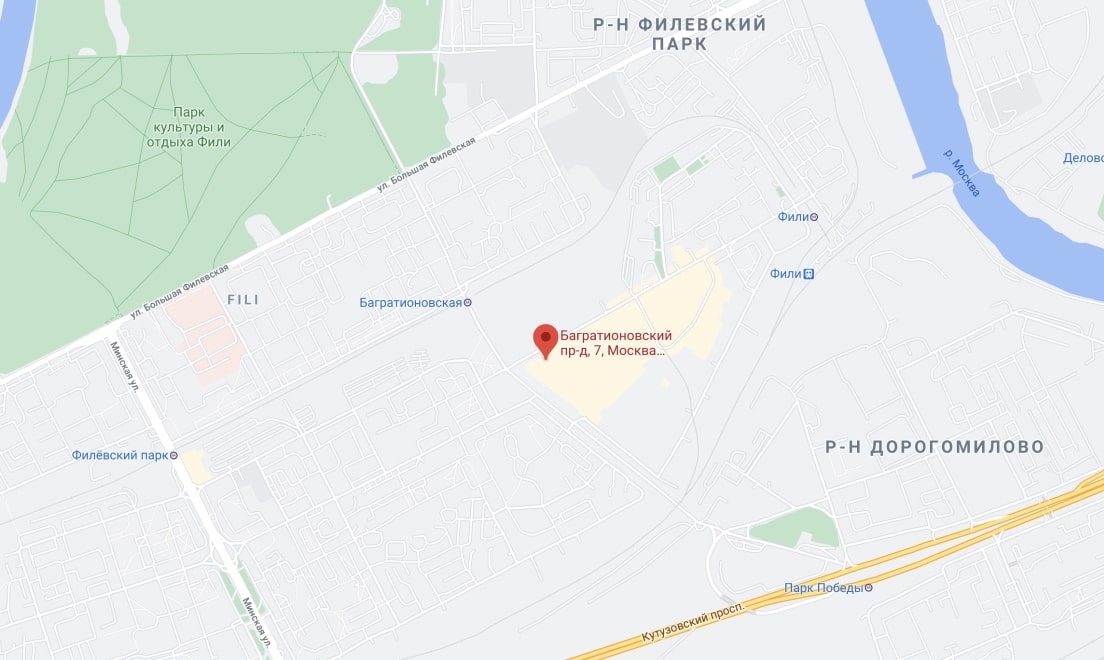 Р-Н ФИЛЕВСКИЙ
ПАРК
Парк
культуры и
отдыха Фили
ул. Большая Филевская
р. Москва
Делово
Фили
Фили
ул. Большая Филевская
FILI
Багратионовская
Багратионовский
пр-д, 7, Москва...
Минская ул.
Филёвский парк
Р-Н ДОРОГОМИЛОВО
Парк Победы
Кутузовский просп.
Минская ул.